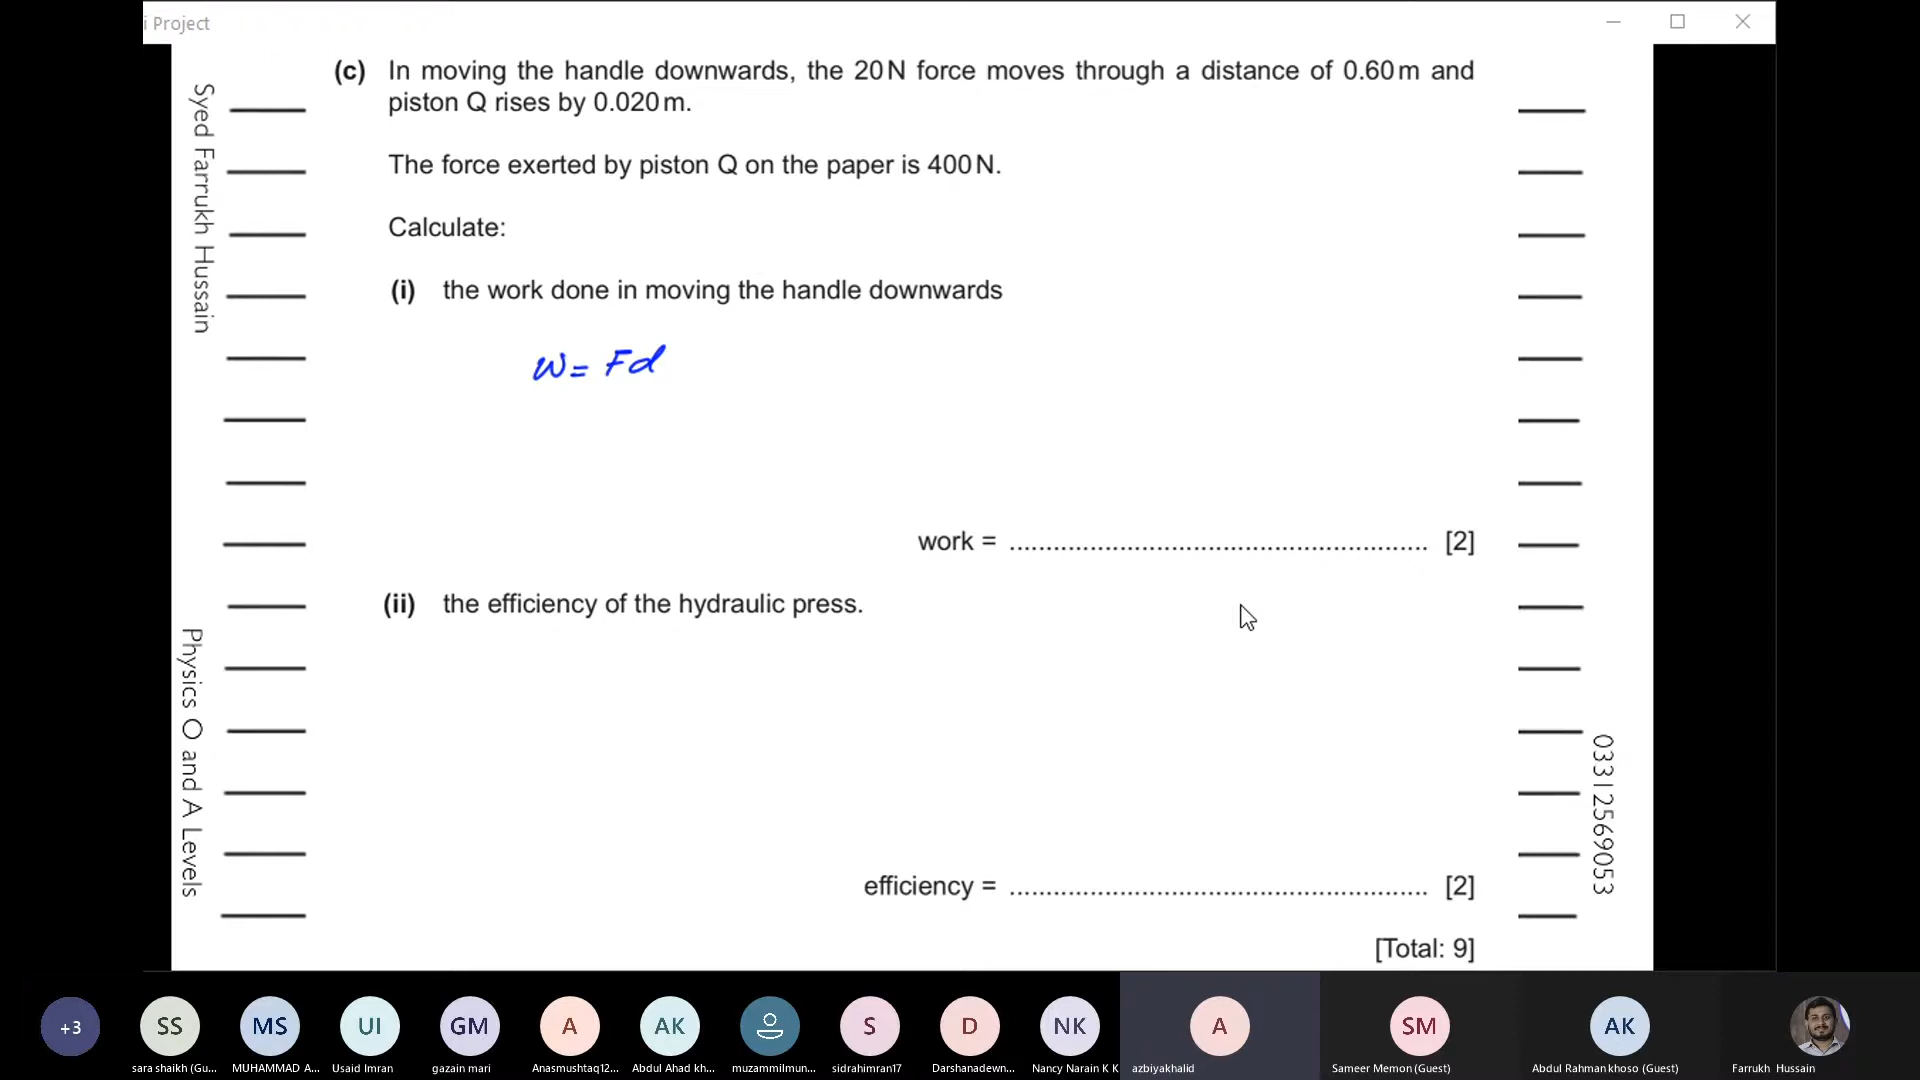 i Project
(c) In moving the handle downwards, the 20 N force moves through a distance of 0.60 m and
piston Q rises by 0.020 m.
The force exerted by piston Q on the paper is 400 N.
Calculate:
(i) the work done in moving the handle downwards
W = Fd
work = ........................................................ [2]
(ii) the efficiency of the hydraulic press.
efficiency = ........................................................ [2]
[Total: 9]
Syed Farrukh Hussain
Physics O and A Levels
03312569053
+3
SS
MS
UI
GM
A
AK
S
D
NK
A
SM
AK
sara shaikh (Gu...
MUHAMMAD A...
Usaid Imran
gazain mari
Anasmushtaq12...
Abdul Ahad kh...
muzammilmun...
sidrahimran17
Darshanadewn...
Nancy Narain K K
azbiyakhalid
Sameer Memon (Guest)
Abdul Rahman khoso (Guest)
Farrukh Hussain